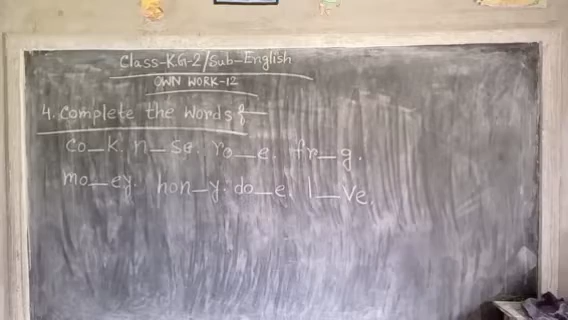 Class-KG-2/Sub-English
OWN WORK-12
4. Complete the words:-
co_k. n_se. ro_e. fr_g.
mo_ey. hon_y. do_e. l_ve.